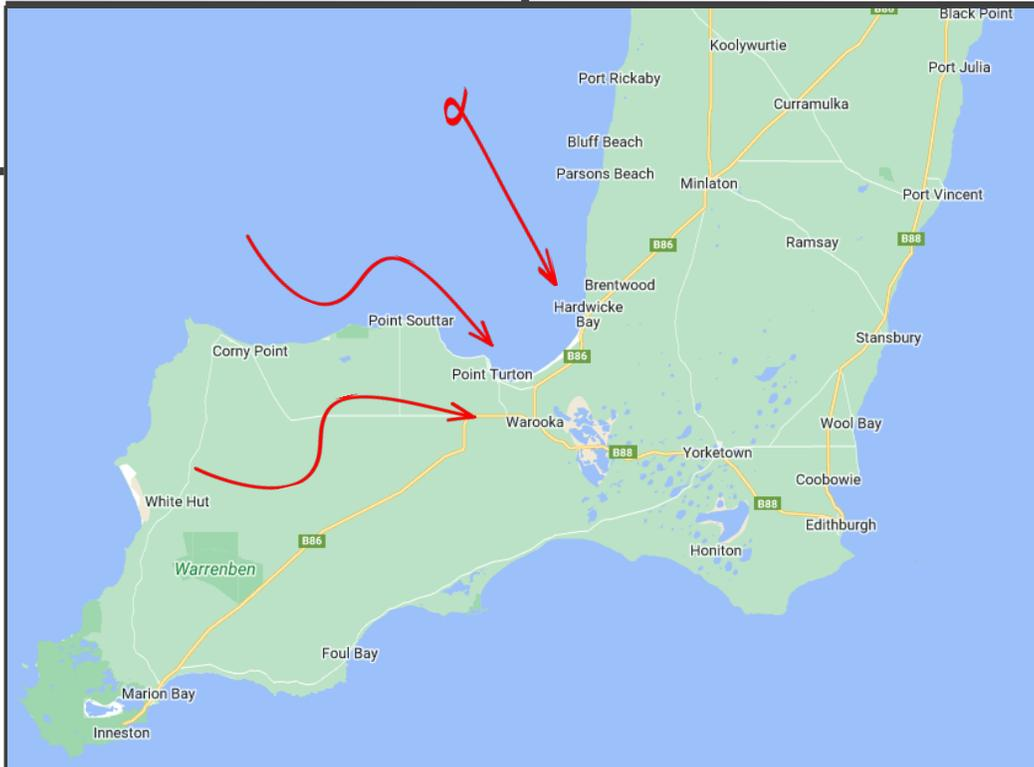 B86
Black Point
Koolywurtie
Port Rickaby
Port Julia
Curramulka
Bluff Beach
Parsons Beach
Minlaton
Port Vincent
B86
Ramsay
B88
Brentwood
Hardwicke
Bay
Point Souttar
Corny Point
B86
Stansbury
Point Turton
Warooka
Wool Bay
B88
Yorketown
Coobowie
White Hut
B88
Edithburgh
B86
Honiton
Warrenben
Foul Bay
Marion Bay
Inneston